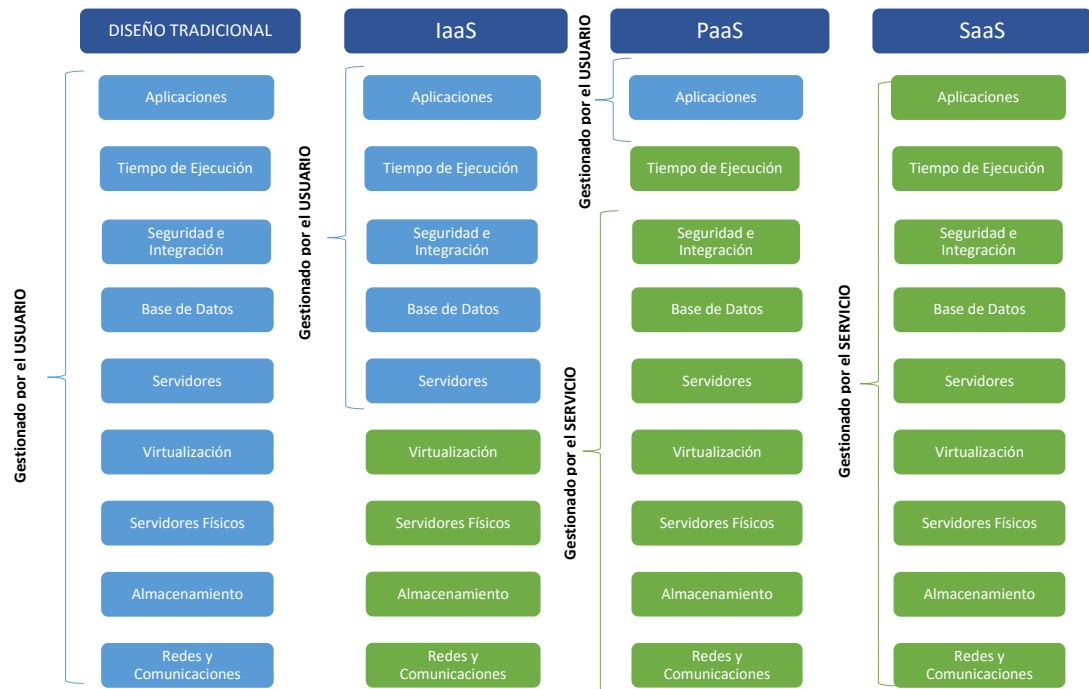 DISEÑO TRADICIONAL
Gestionado por el USUARIO
Aplicaciones
Tiempo de Ejecución
Seguridad e
Integración
Base de Datos
Servidores
Virtualización
Servidores Físicos
Almacenamiento
Redes y
Comunicaciones
IaaS
Gestionado por el USUARIO
Aplicaciones
Tiempo de Ejecución
Seguridad e
Integración
Base de Datos
Servidores
Virtualización
Servidores Físicos
Almacenamiento
Redes y
Comunicaciones
PaaS
Gestionado por el USUARIO
Aplicaciones
Tiempo de Ejecución
Gestionado por el SERVICIO
Seguridad e
Integración
Base de Datos
Servidores
Virtualización
Servidores Físicos
Almacenamiento
Redes y
Comunicaciones
SaaS
Gestionado por el SERVICIO
Aplicaciones
Tiempo de Ejecución
Seguridad e
Integración
Base de Datos
Servidores
Virtualización
Servidores Físicos
Almacenamiento
Redes y
Comunicaciones